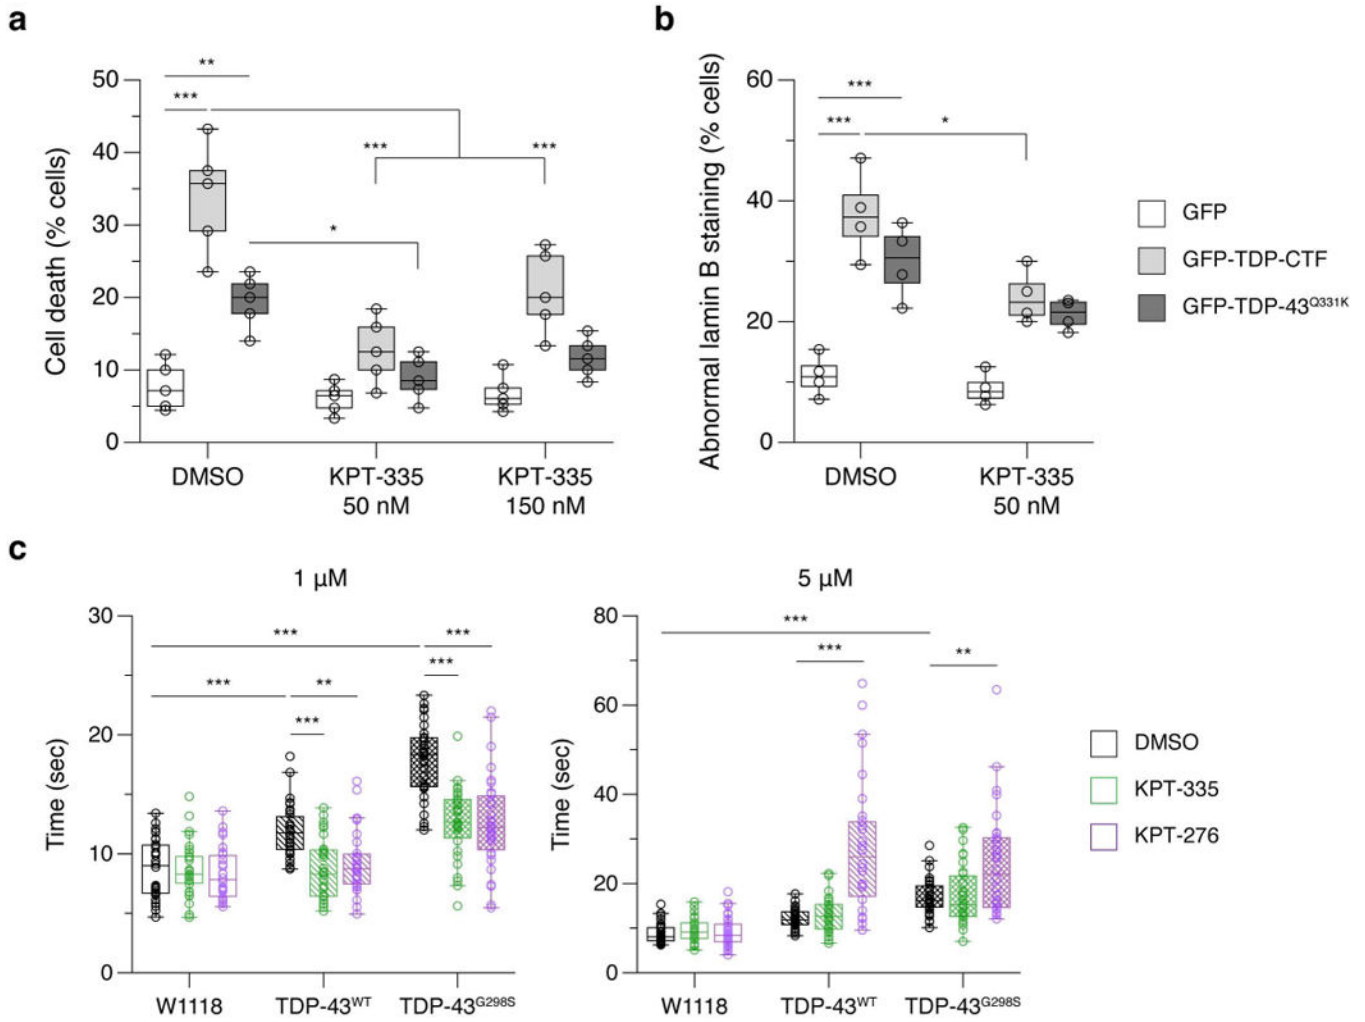 a
b
**
***
***
***
*
50
40
30
20
10
0
Cell death (% cells)
DMSO
KPT-335
50 nM
KPT-335
150 nM
***
***
*
60
40
20
0
Abnormal lamin B staining (% cells)
DMSO
KPT-335
50 nM
GFP
GFP-TDP-CTF
GFP-TDP-43Q331K
c
1 µM
***
***
***
***
**
***
30
20
10
0
Time (sec)
W1118
TDP-43WT
TDP-43G298S
5 µM
***
***
**
80
60
40
20
0
Time (sec)
W1118
TDP-43WT
TDP-43G298S
DMSO
KPT-335
KPT-276